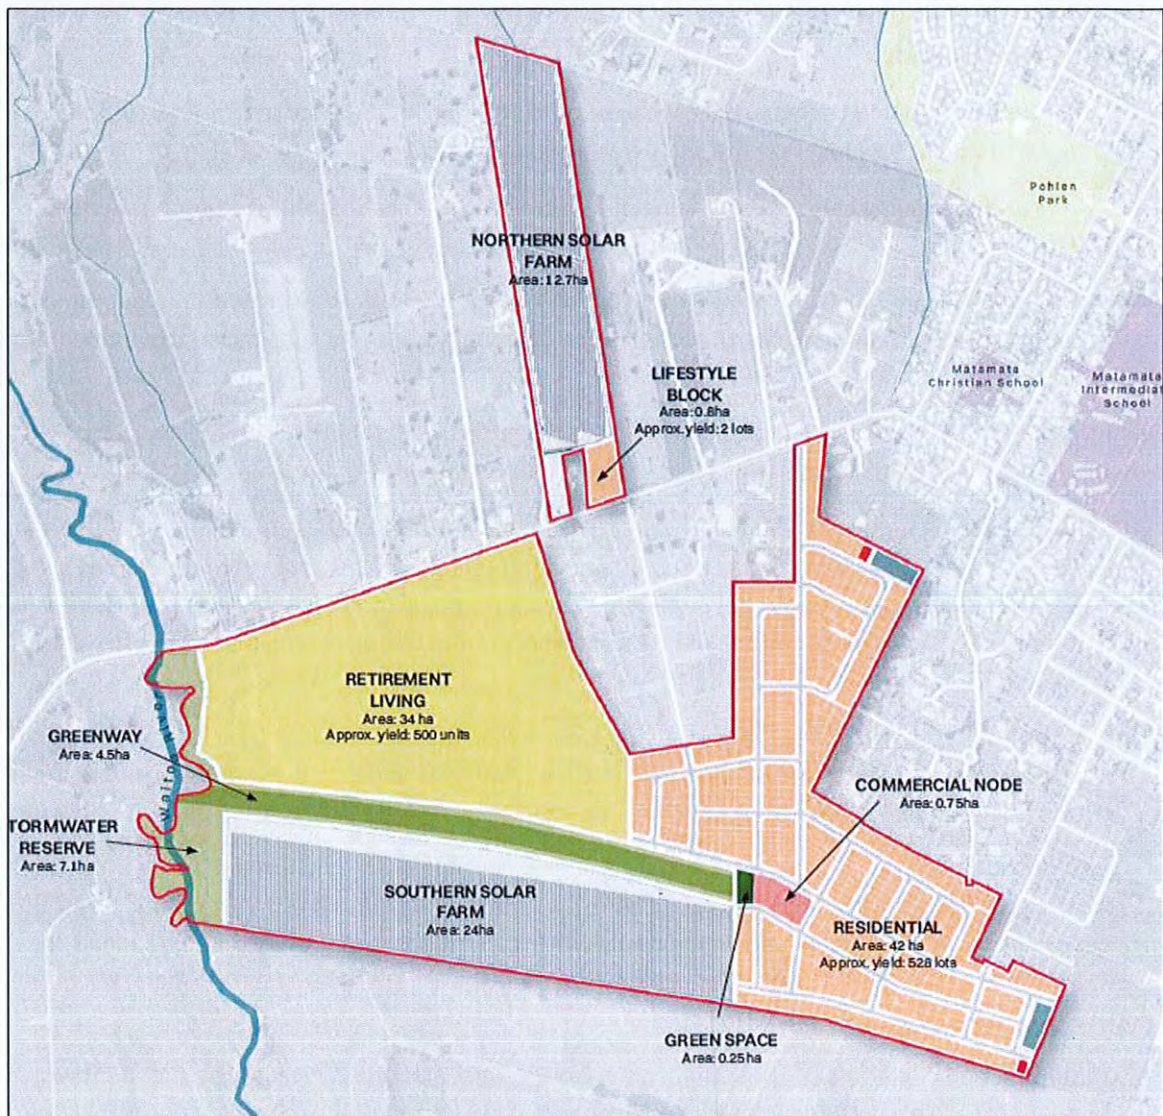 Pohlen
Park
NORTHERN SOLAR
FARM
Area: 12.7ha
Matamata
Christian School
Matamata
Intermediat
School
LIFESTYLE
BLOCK
Area: 0.8ha
Approx. yield: 2 lots
RETIREMENT
LIVING
Area: 34 ha
Approx. yield: 500 units
GREENWAY
Area: 4.5ha
COMMERCIAL NODE
Area: 0.75ha
TORMWATER
RESERVE
Area: 7.1ha
SOUTHERN SOLAR
FARM
Area: 24ha
RESIDENTIAL
Area: 42 ha
Approx. yield: 528 lots
GREEN SPACE
Area: 0.25ha